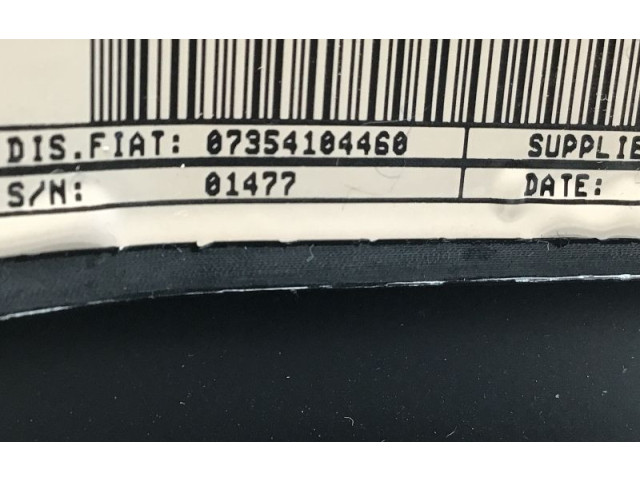 DIS.FIAT: 07354104460 SUPPLIE
S/N: 01477 DATE: